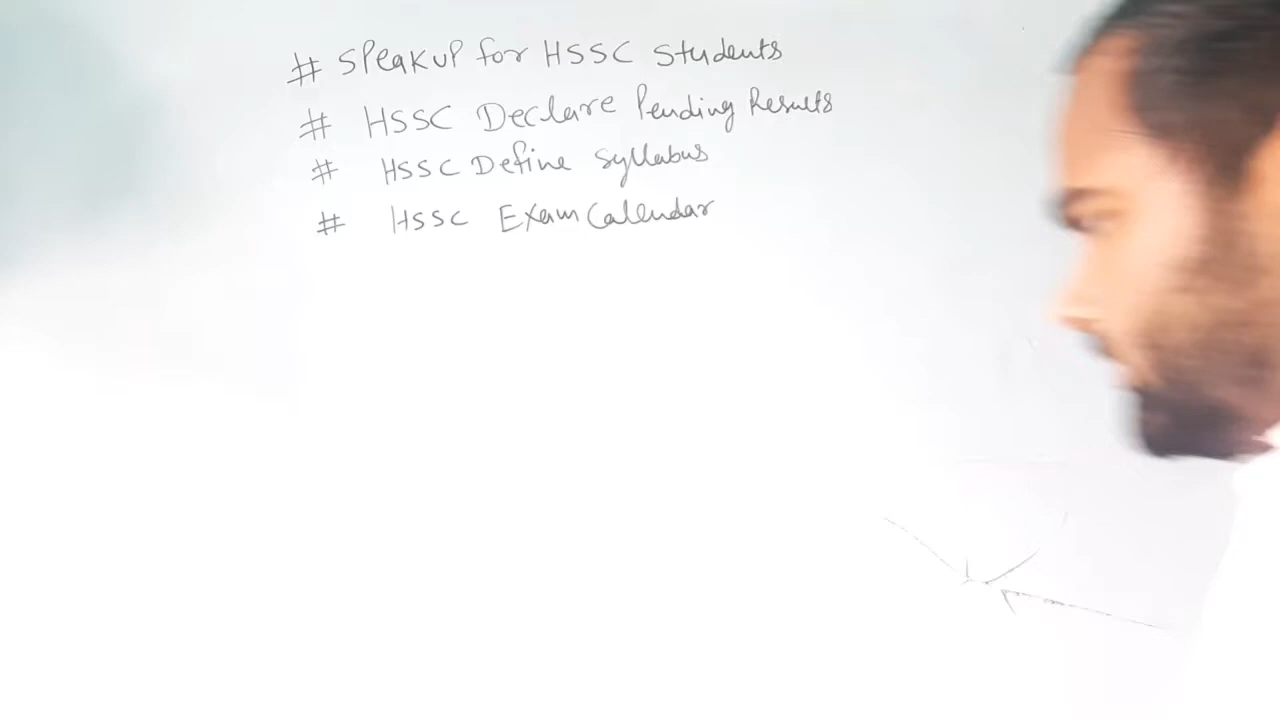 # Speakup for HSSC Students
# HSSC Declare Pending Results
# HSSC Define Syllabus
# HSSC Exam Calendar